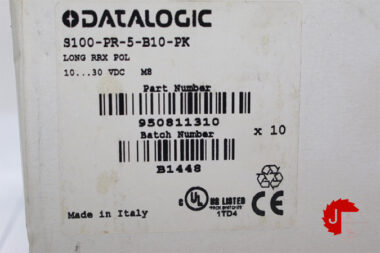 DATALOGIC
S100-PR-5-B10-PK
LONG RRX POL
10...30 VDC M8
Part Number
950811310
Batch Number
x 10
B1448
C UL US LISTED
1TD4
CE
Made in Italy
J